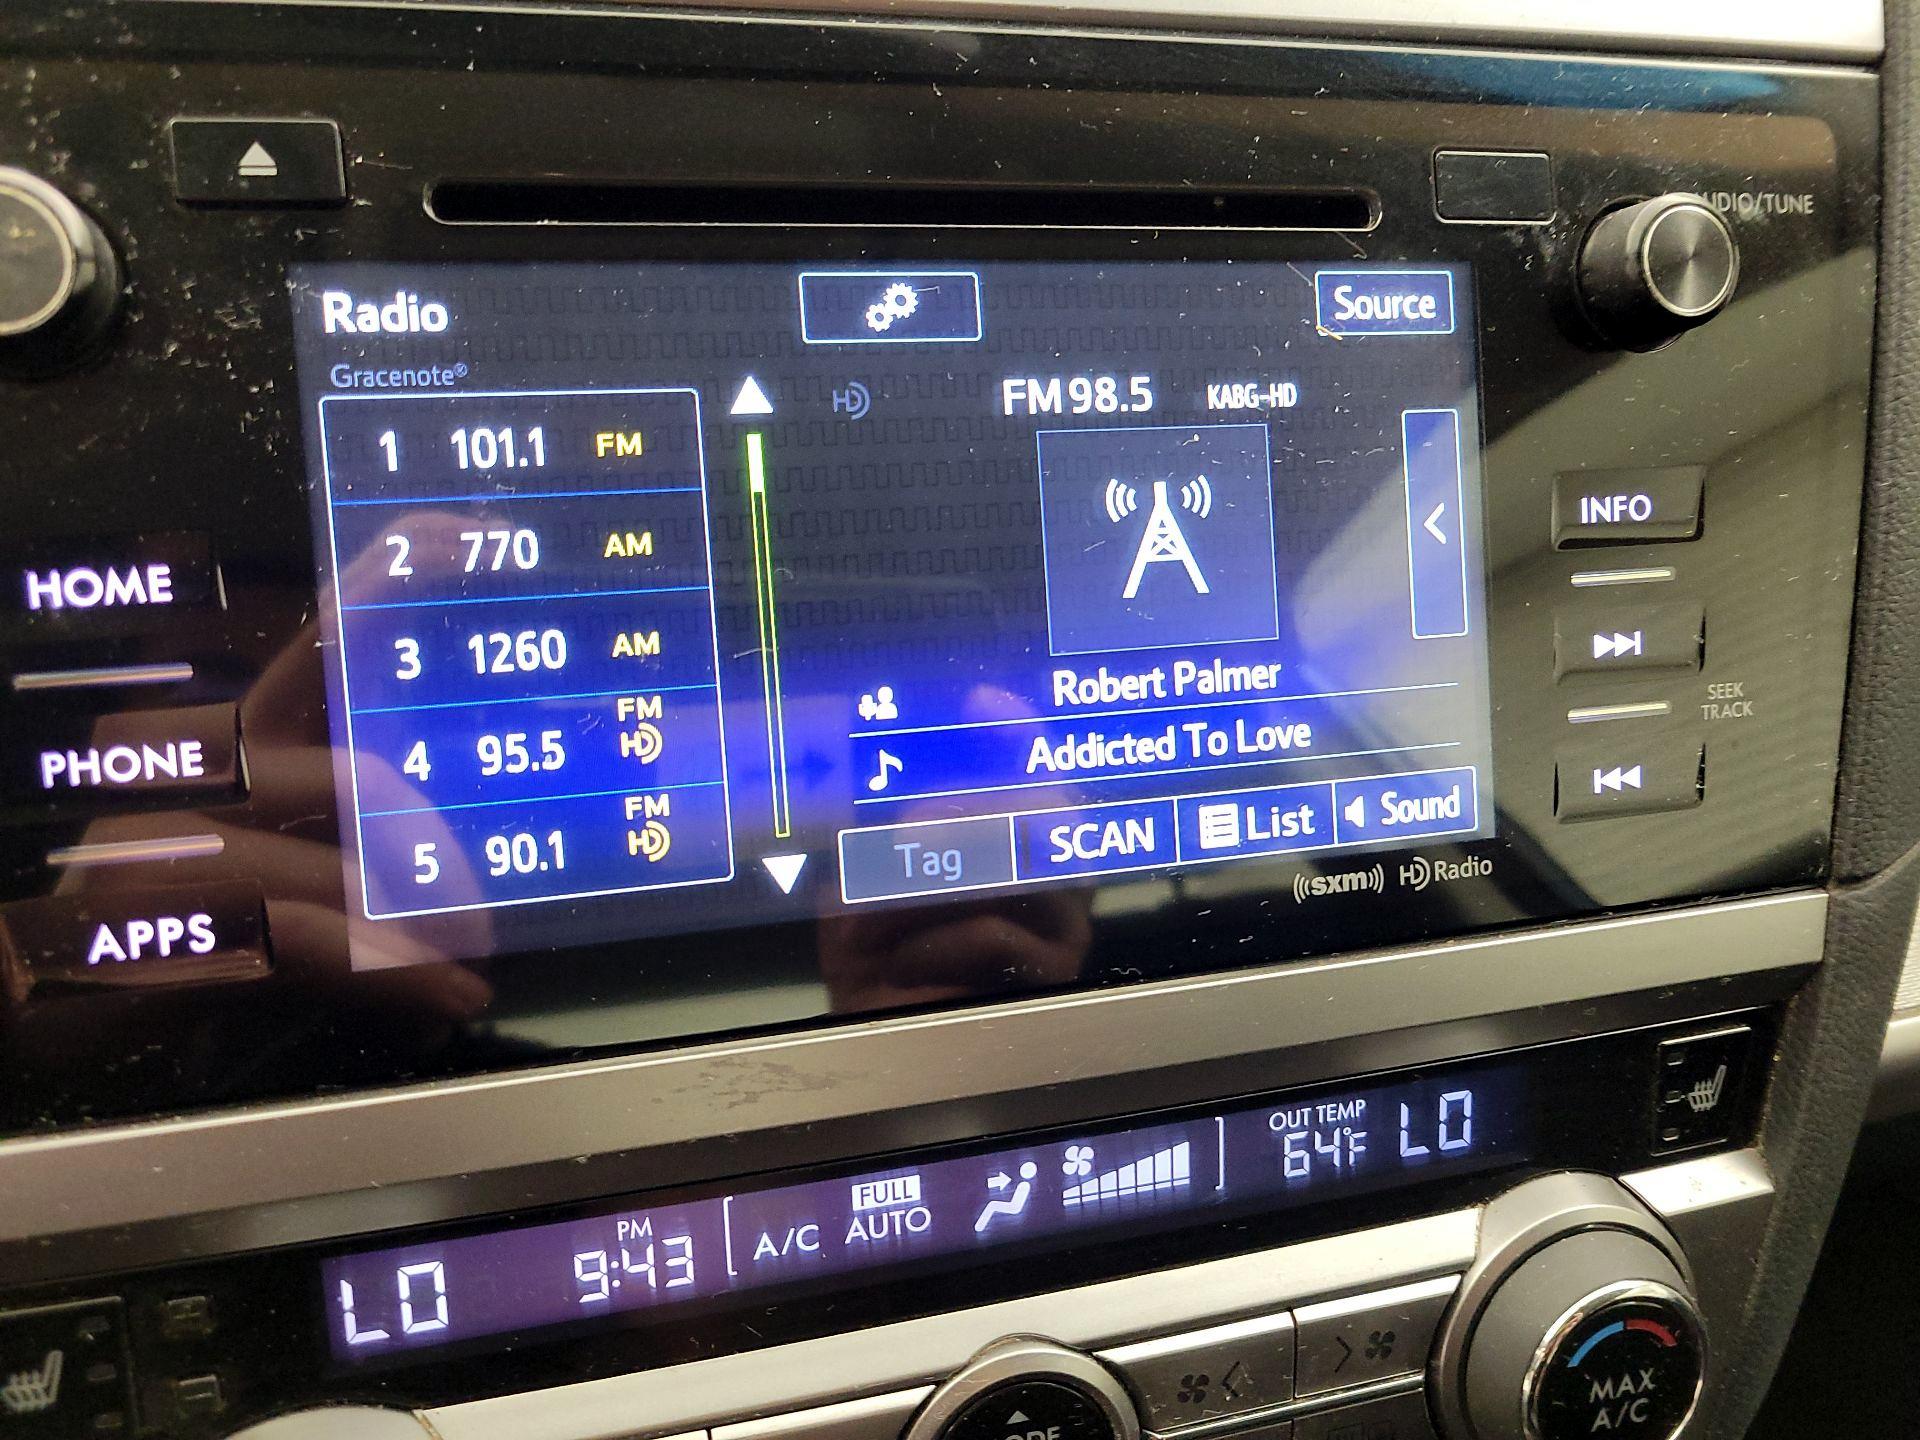 UDIO/TUNE
Radio
Source
Gracenote®
FM 98.5 KABG-HD
HD
1 101.1 FM
2 770 AM
3 1260 AM
4 95.5 FM HD
5 90.1 FM HD
Robert Palmer
Addicted To Love
Tag
SCAN
List
Sound
((sxm)) HD Radio
HOME
PHONE
APPS
INFO
SEEK
TRACK
LO
PM
9:43
A/C
FULL
AUTO
OUT TEMP
64°F
LO
MAX
A/C